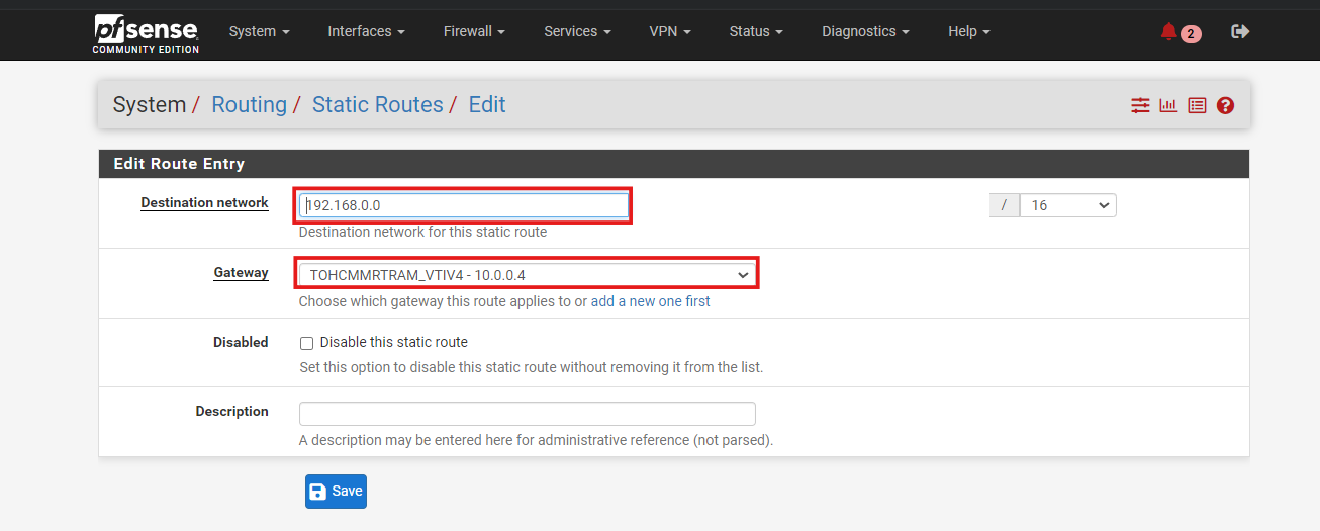 pfsense
COMMUNITY EDITION
System Interfaces Firewall Services VPN Status Diagnostics Help 2
System / Routing / Static Routes / Edit
Edit Route Entry
Destination network 192.168.0.0 / 16
Destination network for this static route
Gateway TOHCMMRTRAM_VTIV4 - 10.0.0.4
Choose which gateway this route applies to or add a new one first
Disabled Disable this static route
Set this option to disable this static route without removing it from the list.
Description
A description may be entered here for administrative reference (not parsed).
Save